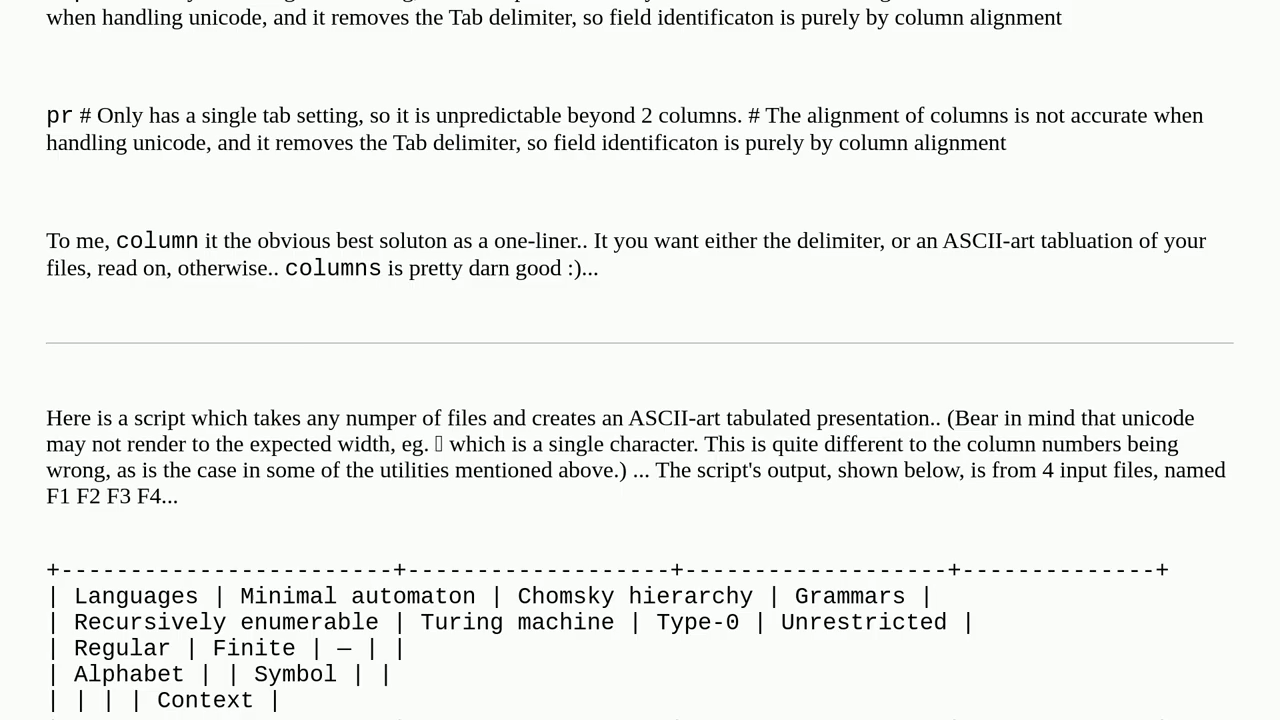 when handling unicode, and it removes the Tab delimiter, so field identificaton is purely by column alignment
pr # Only has a single tab setting, so it is unpredictable beyond 2 columns. # The alignment of columns is not accurate when
handling unicode, and it removes the Tab delimiter, so field identificaton is purely by column alignment
To me, column it the obvious best soluton as a one-liner.. It you want either the delimiter, or an ASCII-art tabluation of your
files, read on, otherwise.. columns is pretty darn good :)...
Here is a script which takes any numper of files and creates an ASCII-art tabulated presentation.. (Bear in mind that unicode
may not render to the expected width, eg. which is a single character. This is quite different to the column numbers being
wrong, as is the case in some of the utilities mentioned above.) ... The script's output, shown below, is from 4 input files, named
F1 F2 F3 F4...
+------------------------+-------------------+-------------------+--------------+
| Languages | Minimal automaton | Chomsky hierarchy | Grammars |
| Recursively enumerable | Turing machine | Type-0 | Unrestricted |
| Regular | Finite | — | |
| Alphabet | | Symbol | |
| | | | Context |